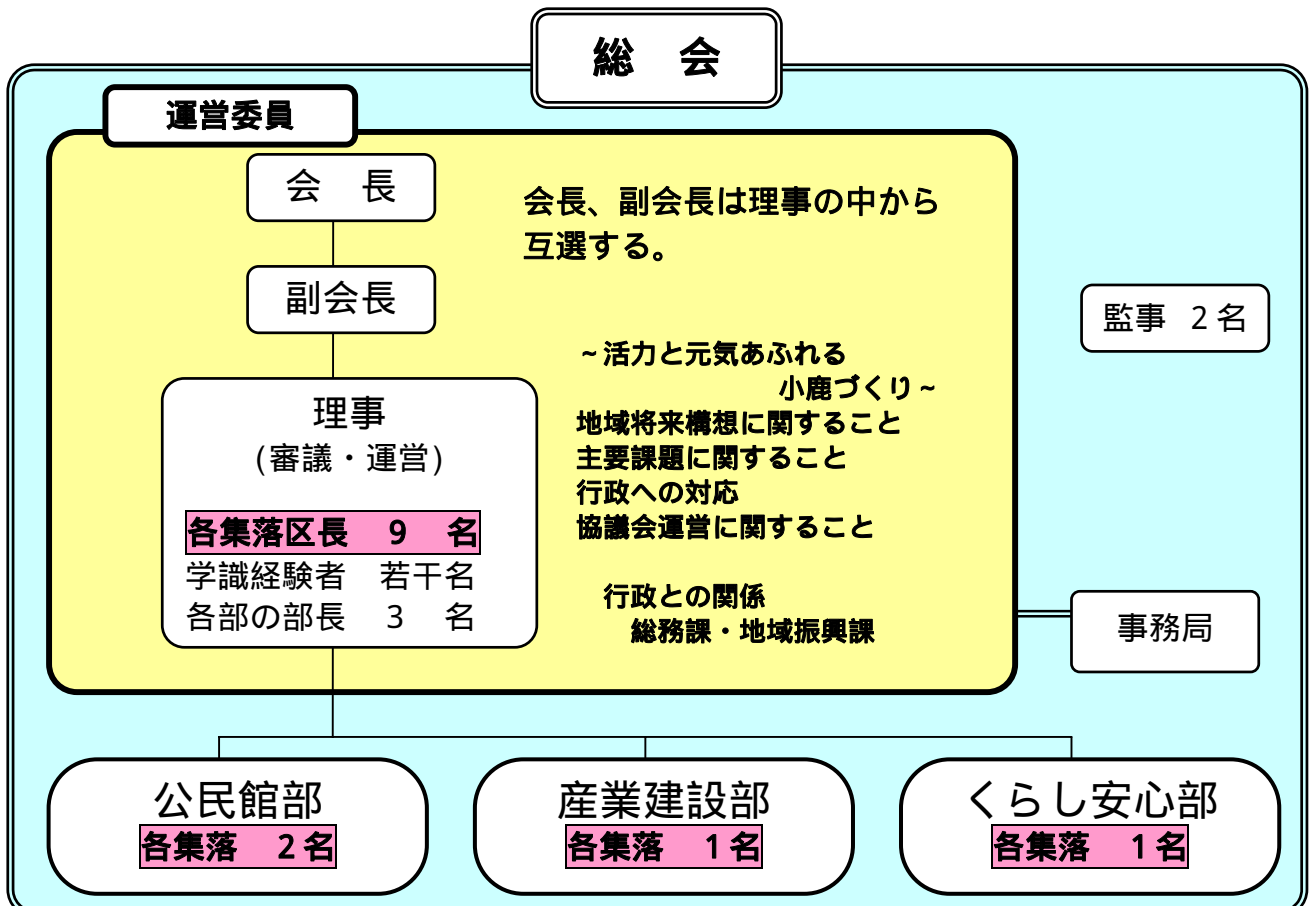 総　会
運営委員
会　長
会長、副会長は理事の中から
互選する。
副会長
監事　2名
~活力と元気あふれる
小鹿づくり~
理事
(審議・運営)
地域将来構想に関すること
主要課題に関すること
行政への対応
協議会運営に関すること
各集落区長　9　名
学識経験者　若干名
各部の部長　3　名
行政との関係
総務課・地域振興課
事務局
公民館部
各集落　2名
産業建設部
各集落　1名
くらし安心部
各集落　1名